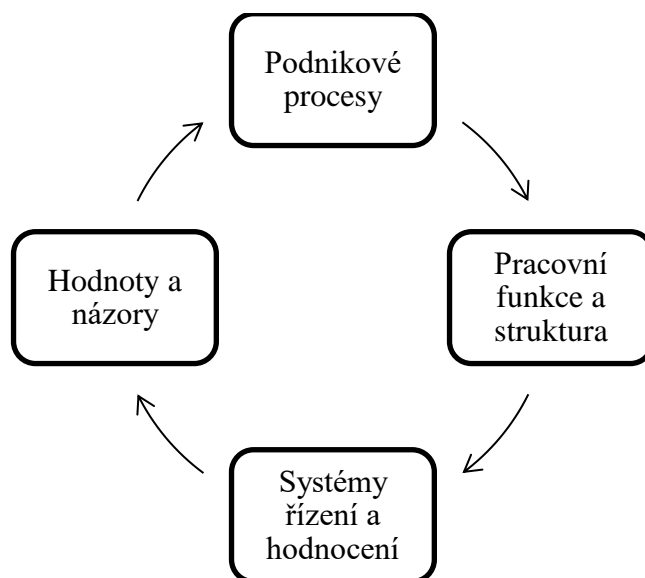 Podnikové
procesy
Pracovní
funkce a
struktura
Systémy
řízení a
hodnocení
Hodnoty a
názory